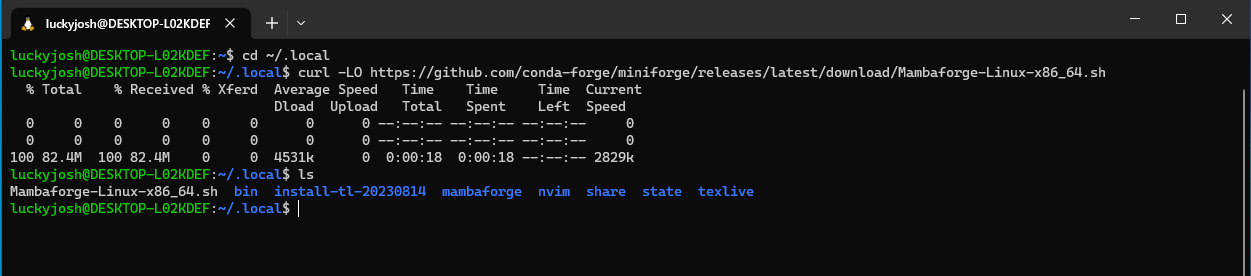 luckyjosh@DESKTOP-L02KDEF
luckyjosh@DESKTOP-L02KDEF:~$ cd ~/.local
luckyjosh@DESKTOP-L02KDEF:~/.local$ curl -LO https://github.com/conda-forge/miniforge/releases/latest/download/Mambaforge-Linux-x86_64.sh
  % Total    % Received % Xferd  Average Speed   Time    Time     Time  Current
                                 Dload  Upload   Total   Spent    Left  Speed
  0     0    0     0    0     0      0      0 --:--:-- --:--:-- --:--:--     0
  0     0    0     0    0     0      0      0 --:--:-- --:--:-- --:--:--     0
100 82.4M  100 82.4M    0     0  4531k      0  0:00:18  0:00:18 --:--:-- 2829k
luckyjosh@DESKTOP-L02KDEF:~/.local$ ls
Mambaforge-Linux-x86_64.sh  bin  install-tl-20230814  mambaforge  nvim  share  state  texlive
luckyjosh@DESKTOP-L02KDEF:~/.local$